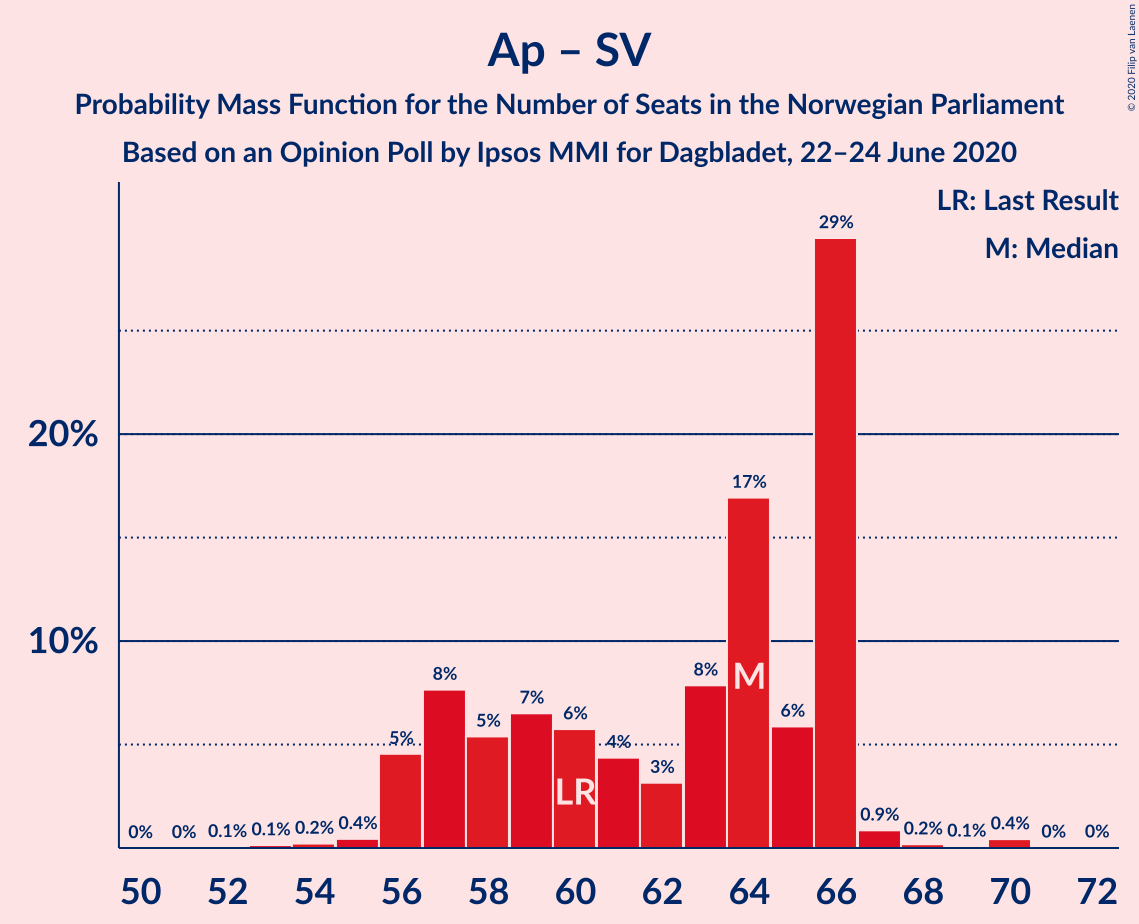 Ap – SV
Probability Mass Function for the Number of Seats in the Norwegian Parliament
Based on an Opinion Poll by Ipsos MMI for Dagbladet, 22–24 June 2020
© 2020 Filip van Laenen
LR: Last Result
M: Median
20%
10%
0% 0% 0.1% 0.1% 0.2% 0.4% 5% 8% 5% 7% 6% 4% 3% 8% 17% 6% 29% 0.9% 0.2% 0.1% 0.4% 0% 0%
LR M
50 52 54 56 58 60 62 64 66 68 70 72